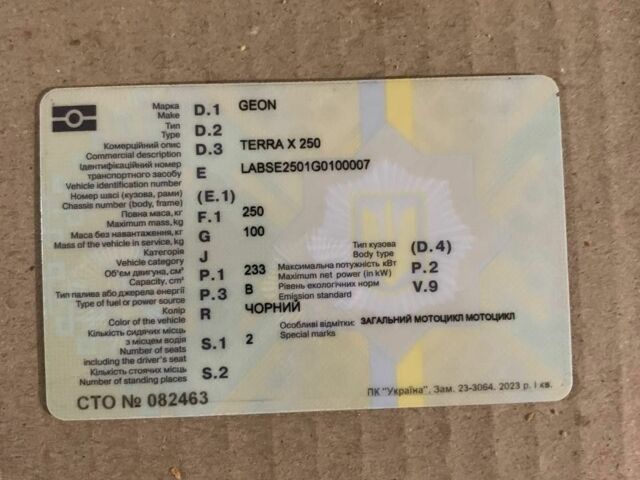 Марка
Make D.1 GEON
Тип
Type D.2
Комерційний опис
Commercial description D.3 TERRA X 250
Ідентифікаційний номер
транспортного засобу E LABSE2501G0100007
Vehicle identification number
Номер шасі (кузова, рами) (E.1)
Chassis number (body, frame)
Повна маса, кг F.1 250
Maximum mass, kg
Маса без навантаження, кг G 100
Mass of the vehicle in service, kg
Категорія J
Vehicle category
Тип кузова (D.4)
Body type
Об'єм двигуна, см³ P.1 233
Capacity, cm³
Максимальна потужність кВт P.2
Maximum net power (in kW)
Тип палива або джерела енергії P.3 B
Type of fuel or power source
Рівень екологічних норм V.9
Emission standard
Колір R ЧОРНИЙ
Color of the vehicle
Кількість сидячих місць
з місцем водія S.1 2
Number of seats
including the driver's seat
Особливі відмітки: ЗАГАЛЬНИЙ МОТОЦИКЛ МОТОЦИКЛ
Special marks
Кількість стоячих місць S.2
Number of standing places
СТО № 082463
ПК "Україна". Зам. 23-3064. 2023 р. I кв.